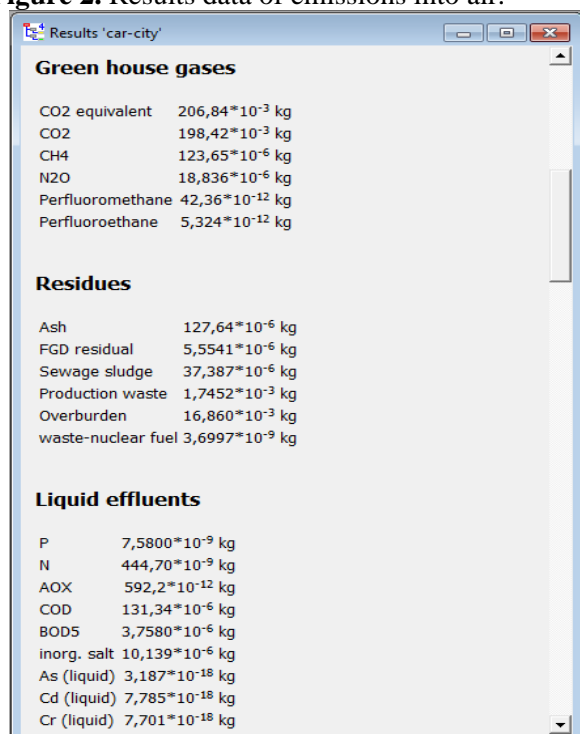 Figure 2. Results data of emissions into air.
Results 'car-city'
Green house gases
CO2 equivalent 206,84*10-3 kg
CO2 198,42*10-3 kg
CH4 123,65*10-6 kg
N2O 18,836*10-6 kg
Perfluoromethane 42,36*10-12 kg
Perfluoroethane 5,324*10-12 kg
Residues
Ash 127,64*10-6 kg
FGD residual 5,5541*10-6 kg
Sewage sludge 37,387*10-6 kg
Production waste 1,7452*10-3 kg
Overburden 16,860*10-3 kg
waste-nuclear fuel 3,6997*10-9 kg
Liquid effluents
P 7,5800*10-9 kg
N 444,70*10-9 kg
AOX 592,2*10-12 kg
COD 131,34*10-6 kg
BOD5 3,7580*10-6 kg
inorg. salt 10,139*10-6 kg
As (liquid) 3,187*10-18 kg
Cd (liquid) 7,785*10-18 kg
Cr (liquid) 7,701*10-18 kg